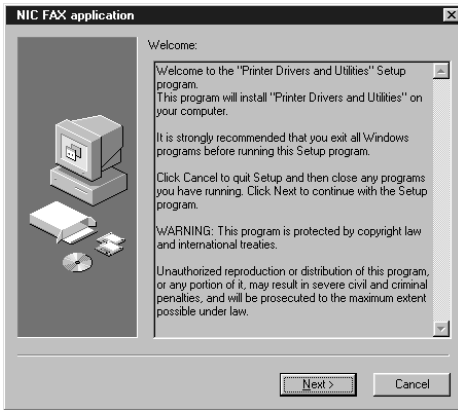 NIC FAX application
Welcome:
Welcome to the "Printer Drivers and Utilities" Setup
program.
This program will install "Printer Drivers and Utilities" on
your computer.
It is strongly recommended that you exit all Windows
programs before running this Setup program.
Click Cancel to quit Setup and then close any programs
you have running. Click Next to continue with the Setup
program.
WARNING: This program is protected by copyright law
and international treaties.
Unauthorized reproduction or distribution of this program,
or any portion of it, may result in severe civil and criminal
penalties, and will be prosecuted to the maximum extent
possible under law.
Next >
Cancel